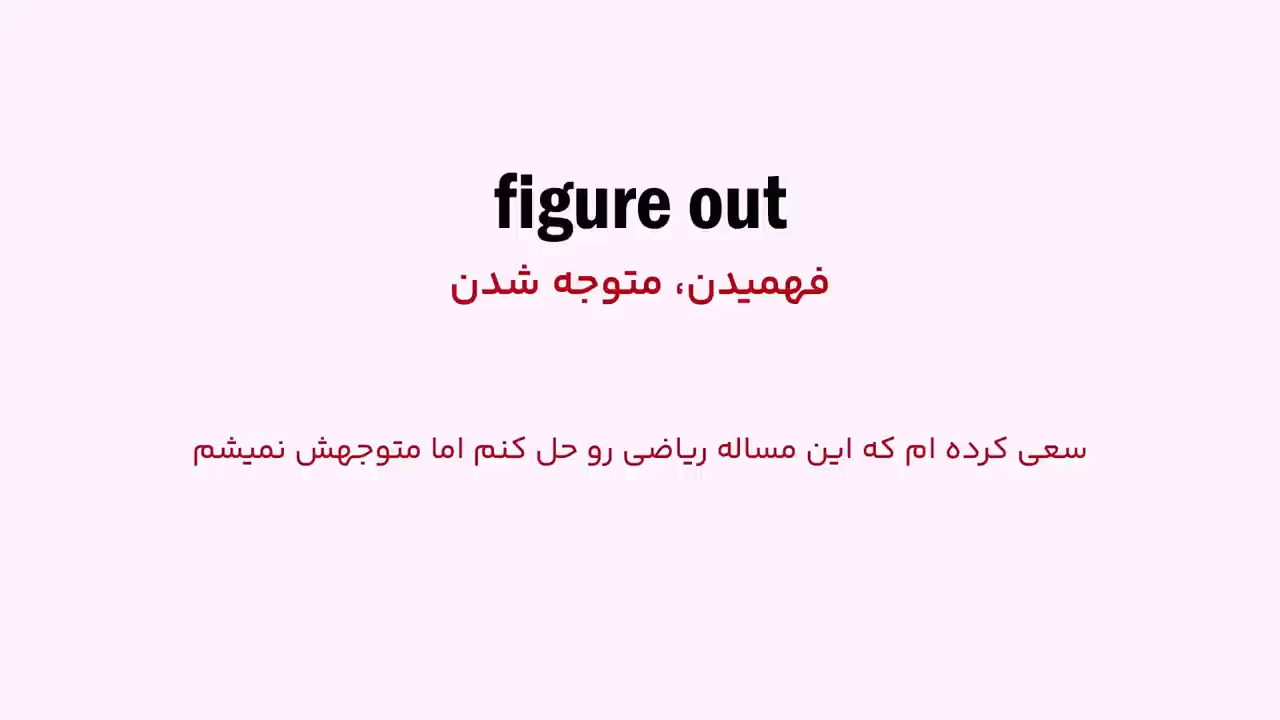 figure out
فهمیدن، متوجه شدن
سعی کرده ام که این مساله ریاضی رو حل کنم اما متوجهش نمیشم